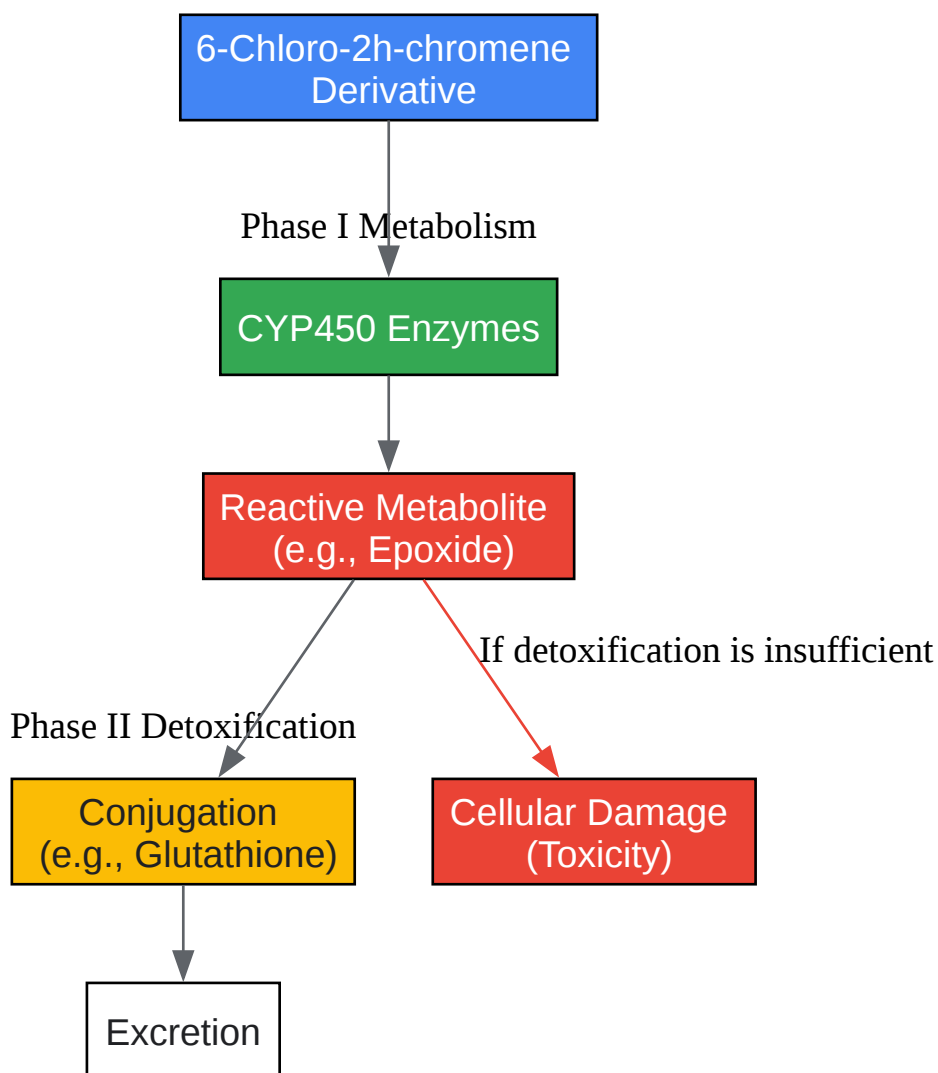 6-Chloro-2h-chromene
Derivative
Phase I Metabolism
CYP450 Enzymes
Reactive Metabolite
(e.g., Epoxide)
If detoxification is insufficient
Phase II Detoxification
Conjugation
(e.g., Glutathione)
Cellular Damage
(Toxicity)
Excretion